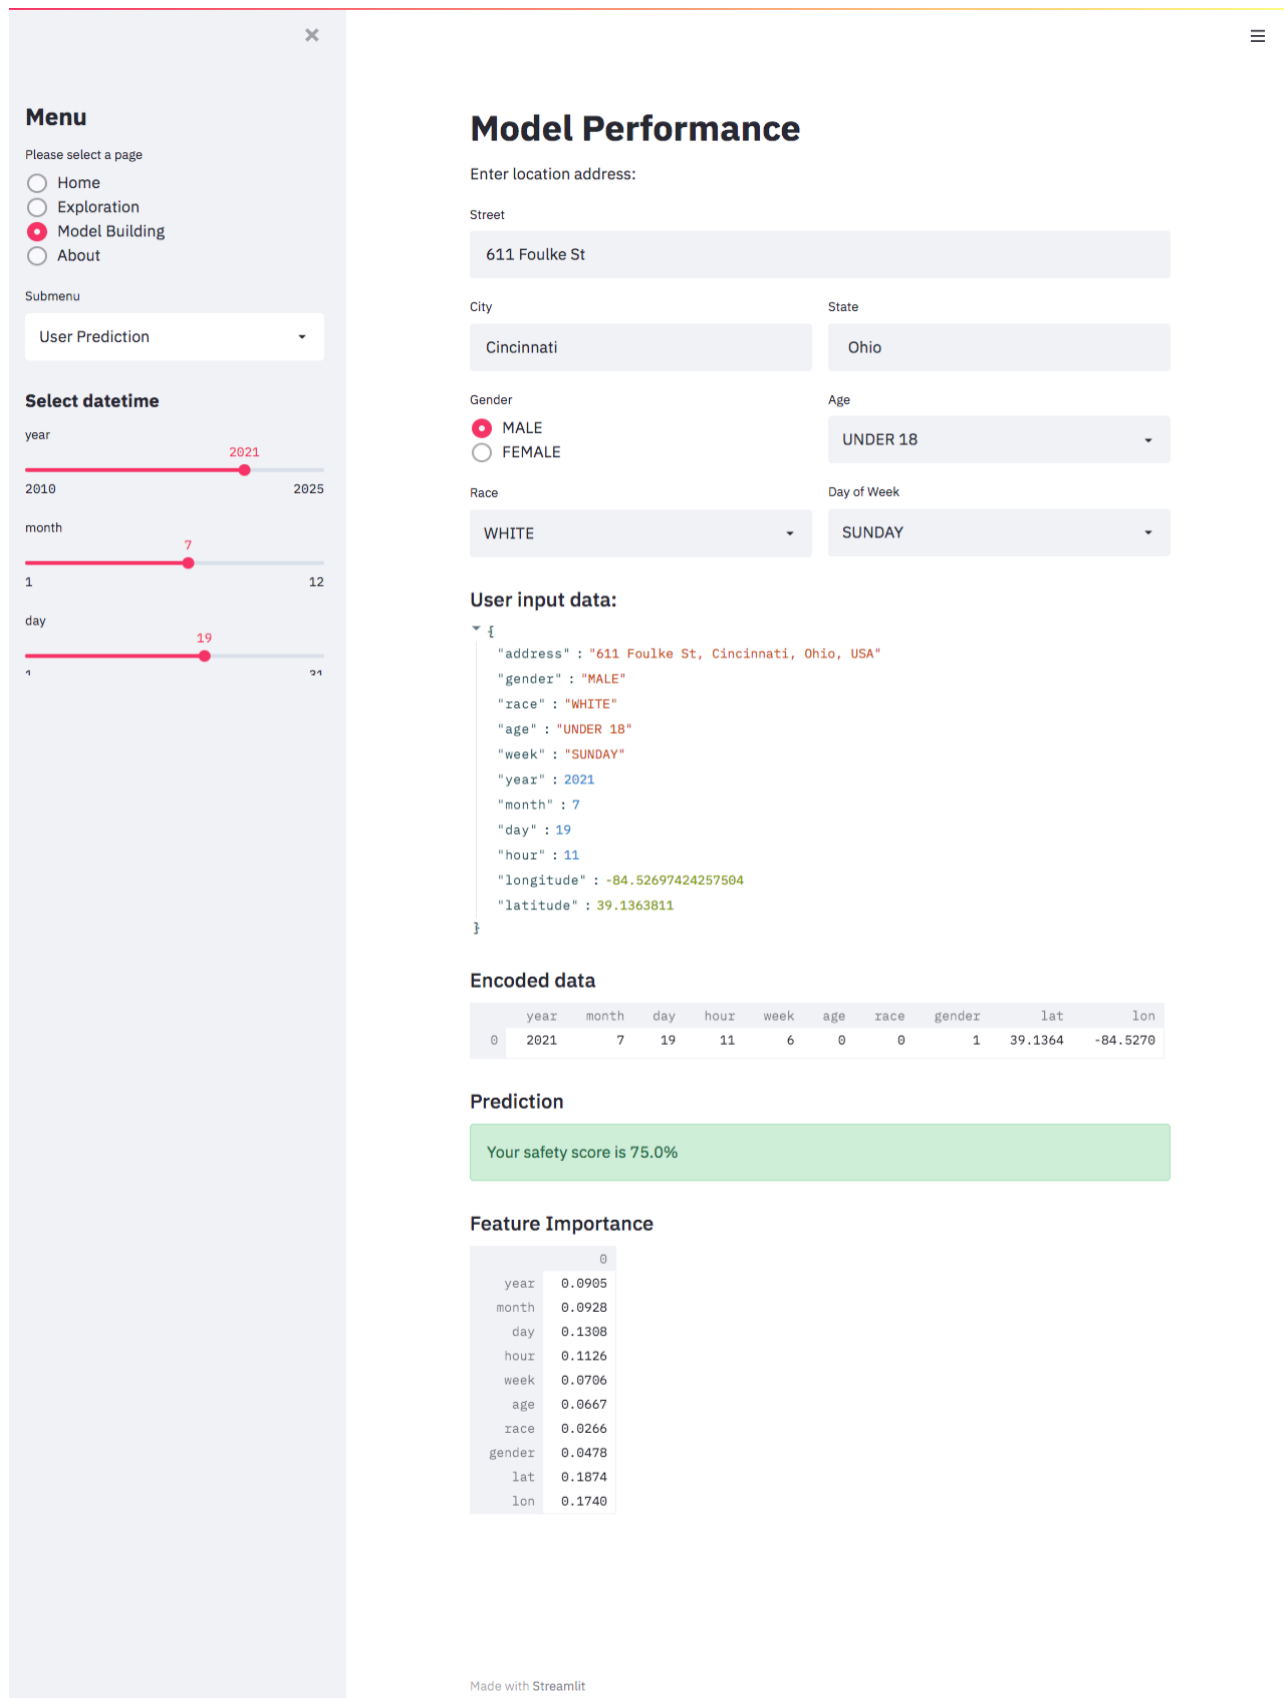 ×
☰
Menu
Please select a page
Home
Exploration
Model Building
About
Submenu
User Prediction
Select datetime
year
2021
2010 2025
month
7
1 12
day
19
1 31
Model Performance
Enter location address:
Street
611 Foulke St
City State
Cincinnati Ohio
Gender Age
MALE UNDER 18
FEMALE
Race Day of Week
WHITE SUNDAY
User input data:
{
"address" : "611 Foulke St, Cincinnati, Ohio, USA"
"gender" : "MALE"
"race" : "WHITE"
"age" : "UNDER 18"
"week" : "SUNDAY"
"year" : 2021
"month" : 7
"day" : 19
"hour" : 11
"longitude" : -84.52697424257504
"latitude" : 39.1363811
}
Encoded data
year month day hour week age race gender lat lon
0 2021 7 19 11 6 0 0 1 39.1364 -84.5270
Prediction
Your safety score is 75.0%
Feature Importance
0
year 0.0905
month 0.0928
day 0.1308
hour 0.1126
week 0.0706
age 0.0667
race 0.0266
gender 0.0478
lat 0.1874
lon 0.1740
Made with Streamlit